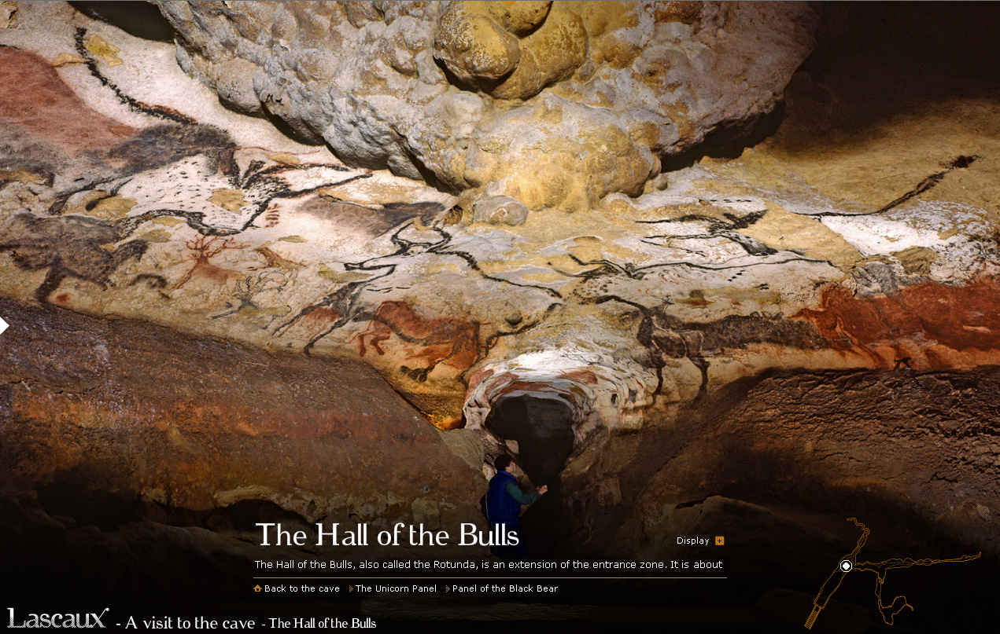 The Hall of the Bulls
Display
The Hall of the Bulls, also called the Rotunda, is an extension of the entrance zone. It is about
Back to the cave The Unicorn Panel Panel of the Black Bear
Lascaux - A visit to the cave - The Hall of the Bulls